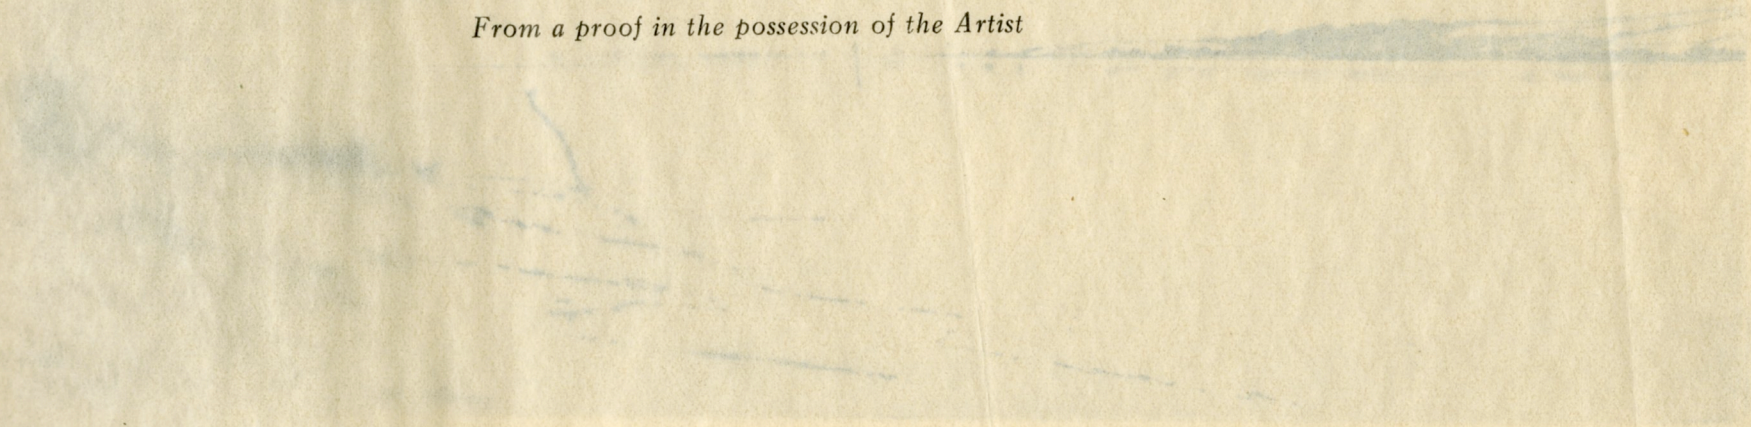 From a proof in the possession of the Artist